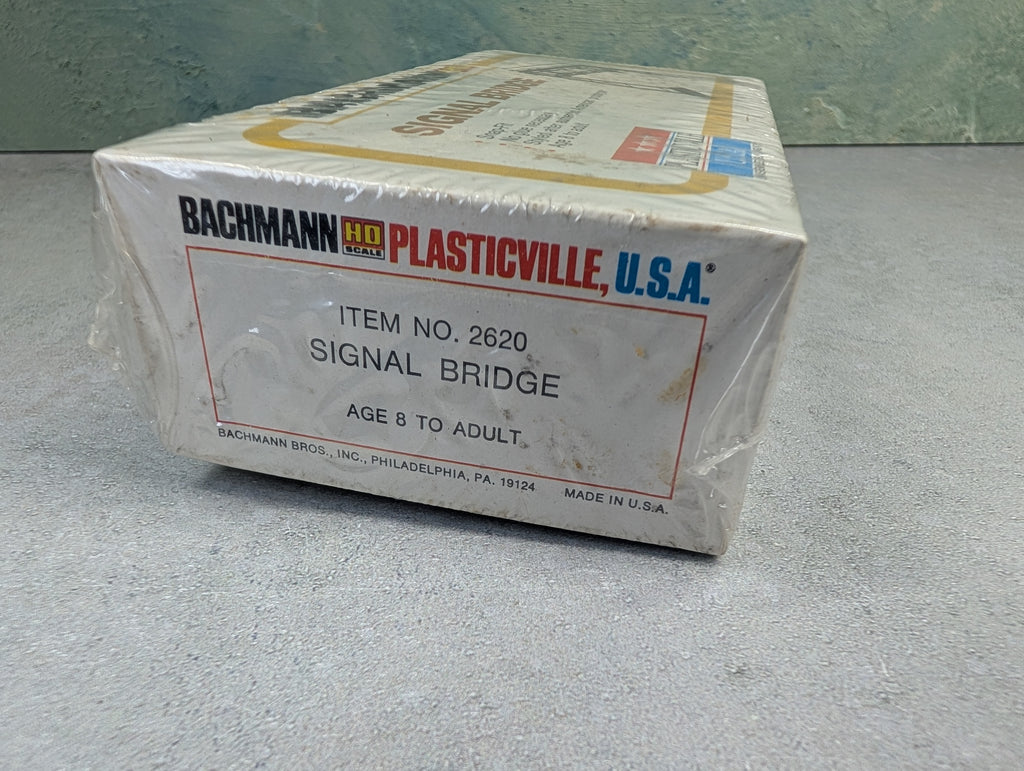 SIGNAL BRIDGE
BACHMANN HO SCALE PLASTICVILLE, U.S.A.®
ITEM NO. 2620
SIGNAL BRIDGE
AGE 8 TO ADULT
BACHMANN BROS., INC., PHILADELPHIA, PA. 19124 MADE IN U.S.A.